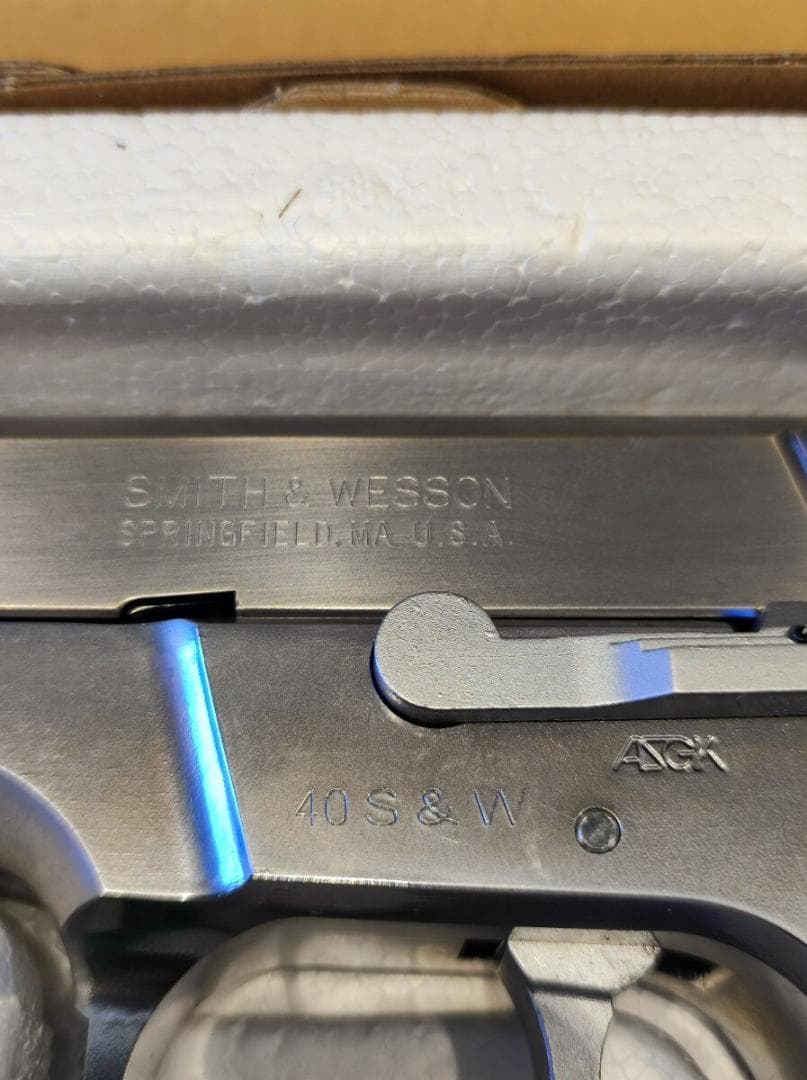 SMITH & WESSON
SPRINGFIELD, MA U.S.A.
ASGK
40 S & W